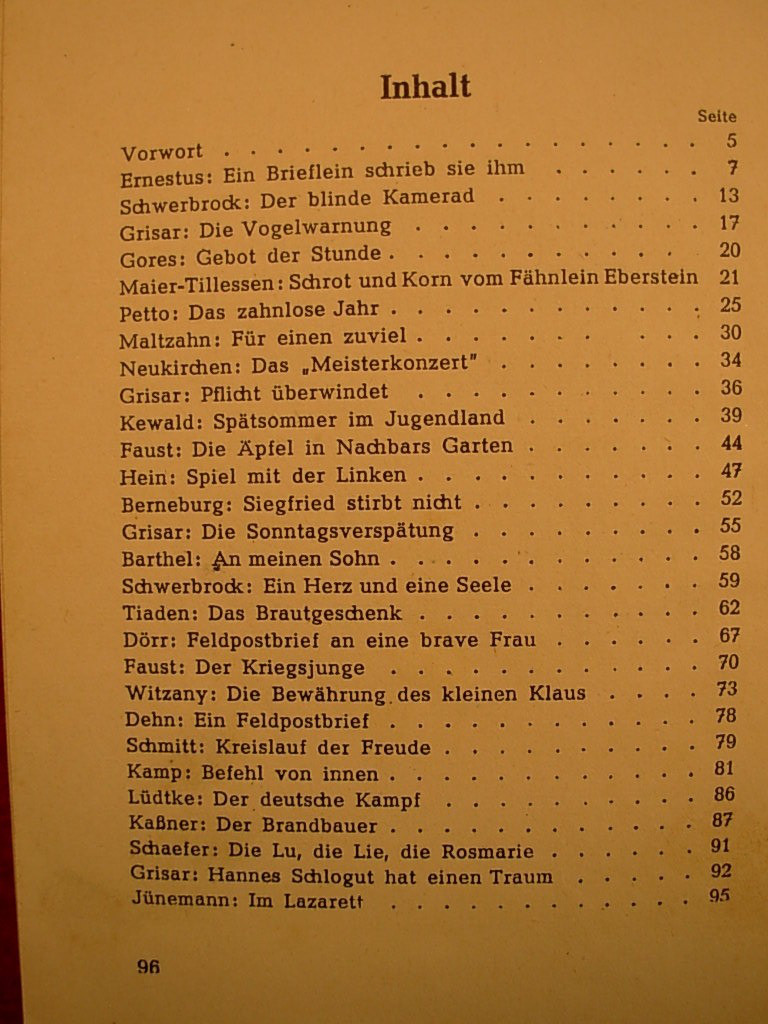 Inhalt
Seite
Vorwort . . . . . . . . . . . . . . . . . . 5
Ernestus: Ein Brieflein schrieb sie ihm . . . . . . 7
Schwerbrock: Der blinde Kamerad . . . . . . . . 13
Grisar: Die Vogelwarnung . . . . . . . . . . . 17
Gores: Gebot der Stunde . . . . . . . . . . . . 20
Maier-Tillessen: Schrot und Korn vom Fähnlein Eberstein 21
Petto: Das zahnlose Jahr . . . . . . . . . . . . 25
Maltzahn: Für einen zuviel . . . . . . . . . . . 30
Neukirchen: Das „Meisterkonzert" . . . . . . . . 34
Grisar: Pflicht überwindet . . . . . . . . . . . 36
Kewald: Spätsommer im Jugendland . . . . . . . 39
Faust: Die Äpfel in Nachbars Garten . . . . . . . 44
Hein: Spiel mit der Linken . . . . . . . . . . . 47
Berneburg: Siegfried stirbt nicht . . . . . . . . . 52
Grisar: Die Sonntagsverspätung . . . . . . . . . 55
Barthel: An meinen Sohn . . . . . . . . . . . . 58
Schwerbrock: Ein Herz und eine Seele . . . . . . . 59
Tiaden: Das Brautgeschenk . . . . . . . . . . . 62
Dörr: Feldpostbrief an eine brave Frau . . . . . . 67
Faust: Der Kriegsjunge . . . . . . . . . . . . 70
Witzany: Die Bewährung des kleinen Klaus . . . . 73
Dehn: Ein Feldpostbrief . . . . . . . . . . . . 78
Schmitt: Kreislauf der Freude . . . . . . . . . . 79
Kamp: Befehl von innen . . . . . . . . . . . . 81
Lüdtke: Der deutsche Kampf . . . . . . . . . . 86
Kaßner: Der Brandbauer . . . . . . . . . . . . 87
Schaefer: Die Lu, die Lie, die Rosmarie . . . . . . 91
Grisar: Hannes Schlogut hat einen Traum . . . . . 92
Jünemann: Im Lazarett . . . . . . . . . . . . 95
96